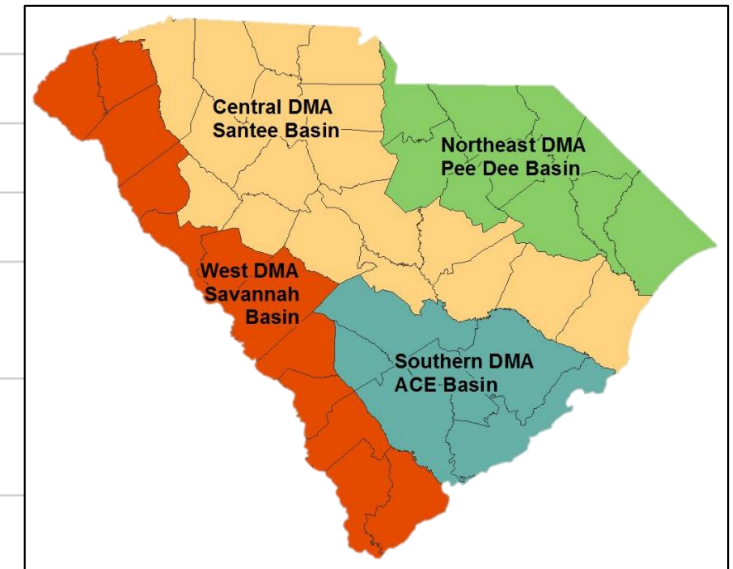 Central DMA
Santee Basin
Northeast DMA
Pee Dee Basin
West DMA
Savannah
Basin
Southern DMA
ACE Basin